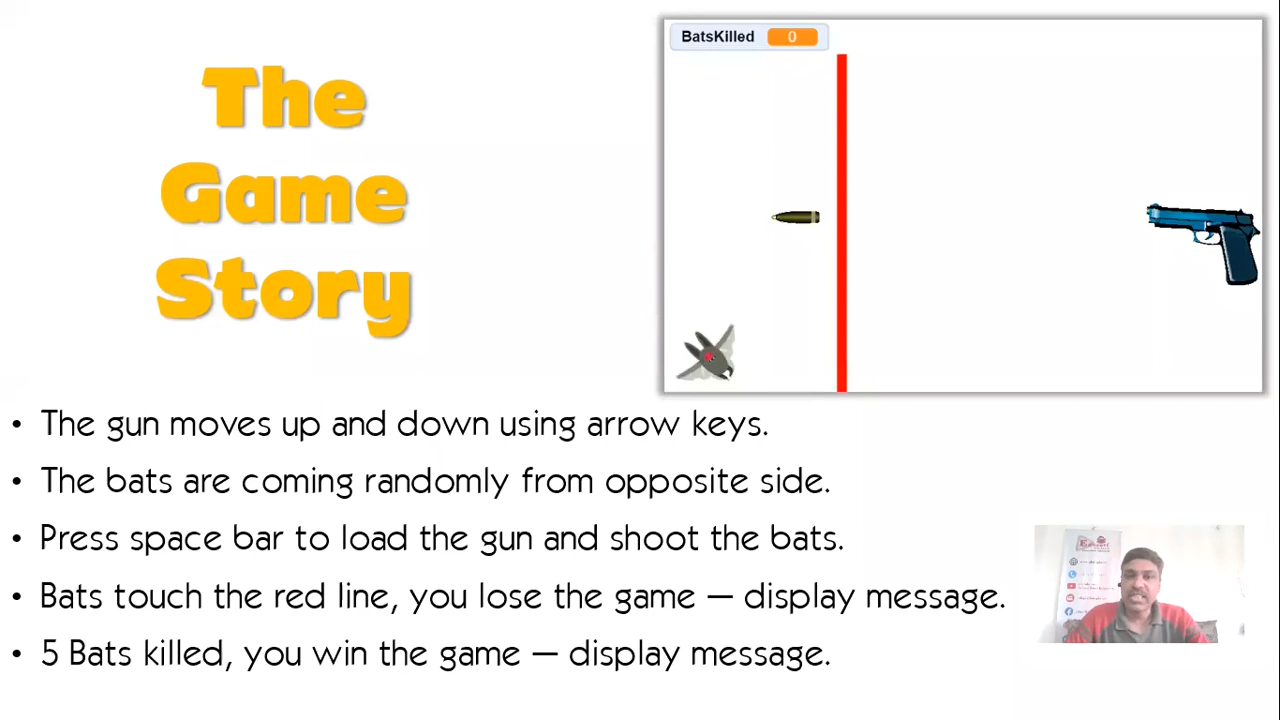 The
Game
Story
BatsKilled 0
• The gun moves up and down using arrow keys.
• The bats are coming randomly from opposite side.
• Press space bar to load the gun and shoot the bats.
• Bats touch the red line, you lose the game – display message.
• 5 Bats killed, you win the game – display message.